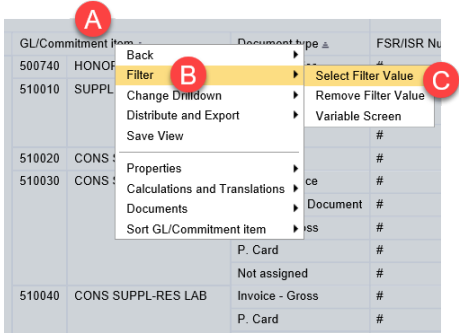 A
GL/Commitment item Document type FSR/ISR Nu
500740 HONOR
510010 SUPPL
Back
Filter B Select Filter Value C
Change Drilldown Remove Filter Value
Distribute and Export Variable Screen
Save View #
510020 CONS #
Properties
510030 CONS ce #
Calculations and Translations
Documents Document #
Sort GL/Commitment item oss #
P. Card #
Not assigned #
510040 CONS SUPPL-RES LAB Invoice - Gross #
P. Card #